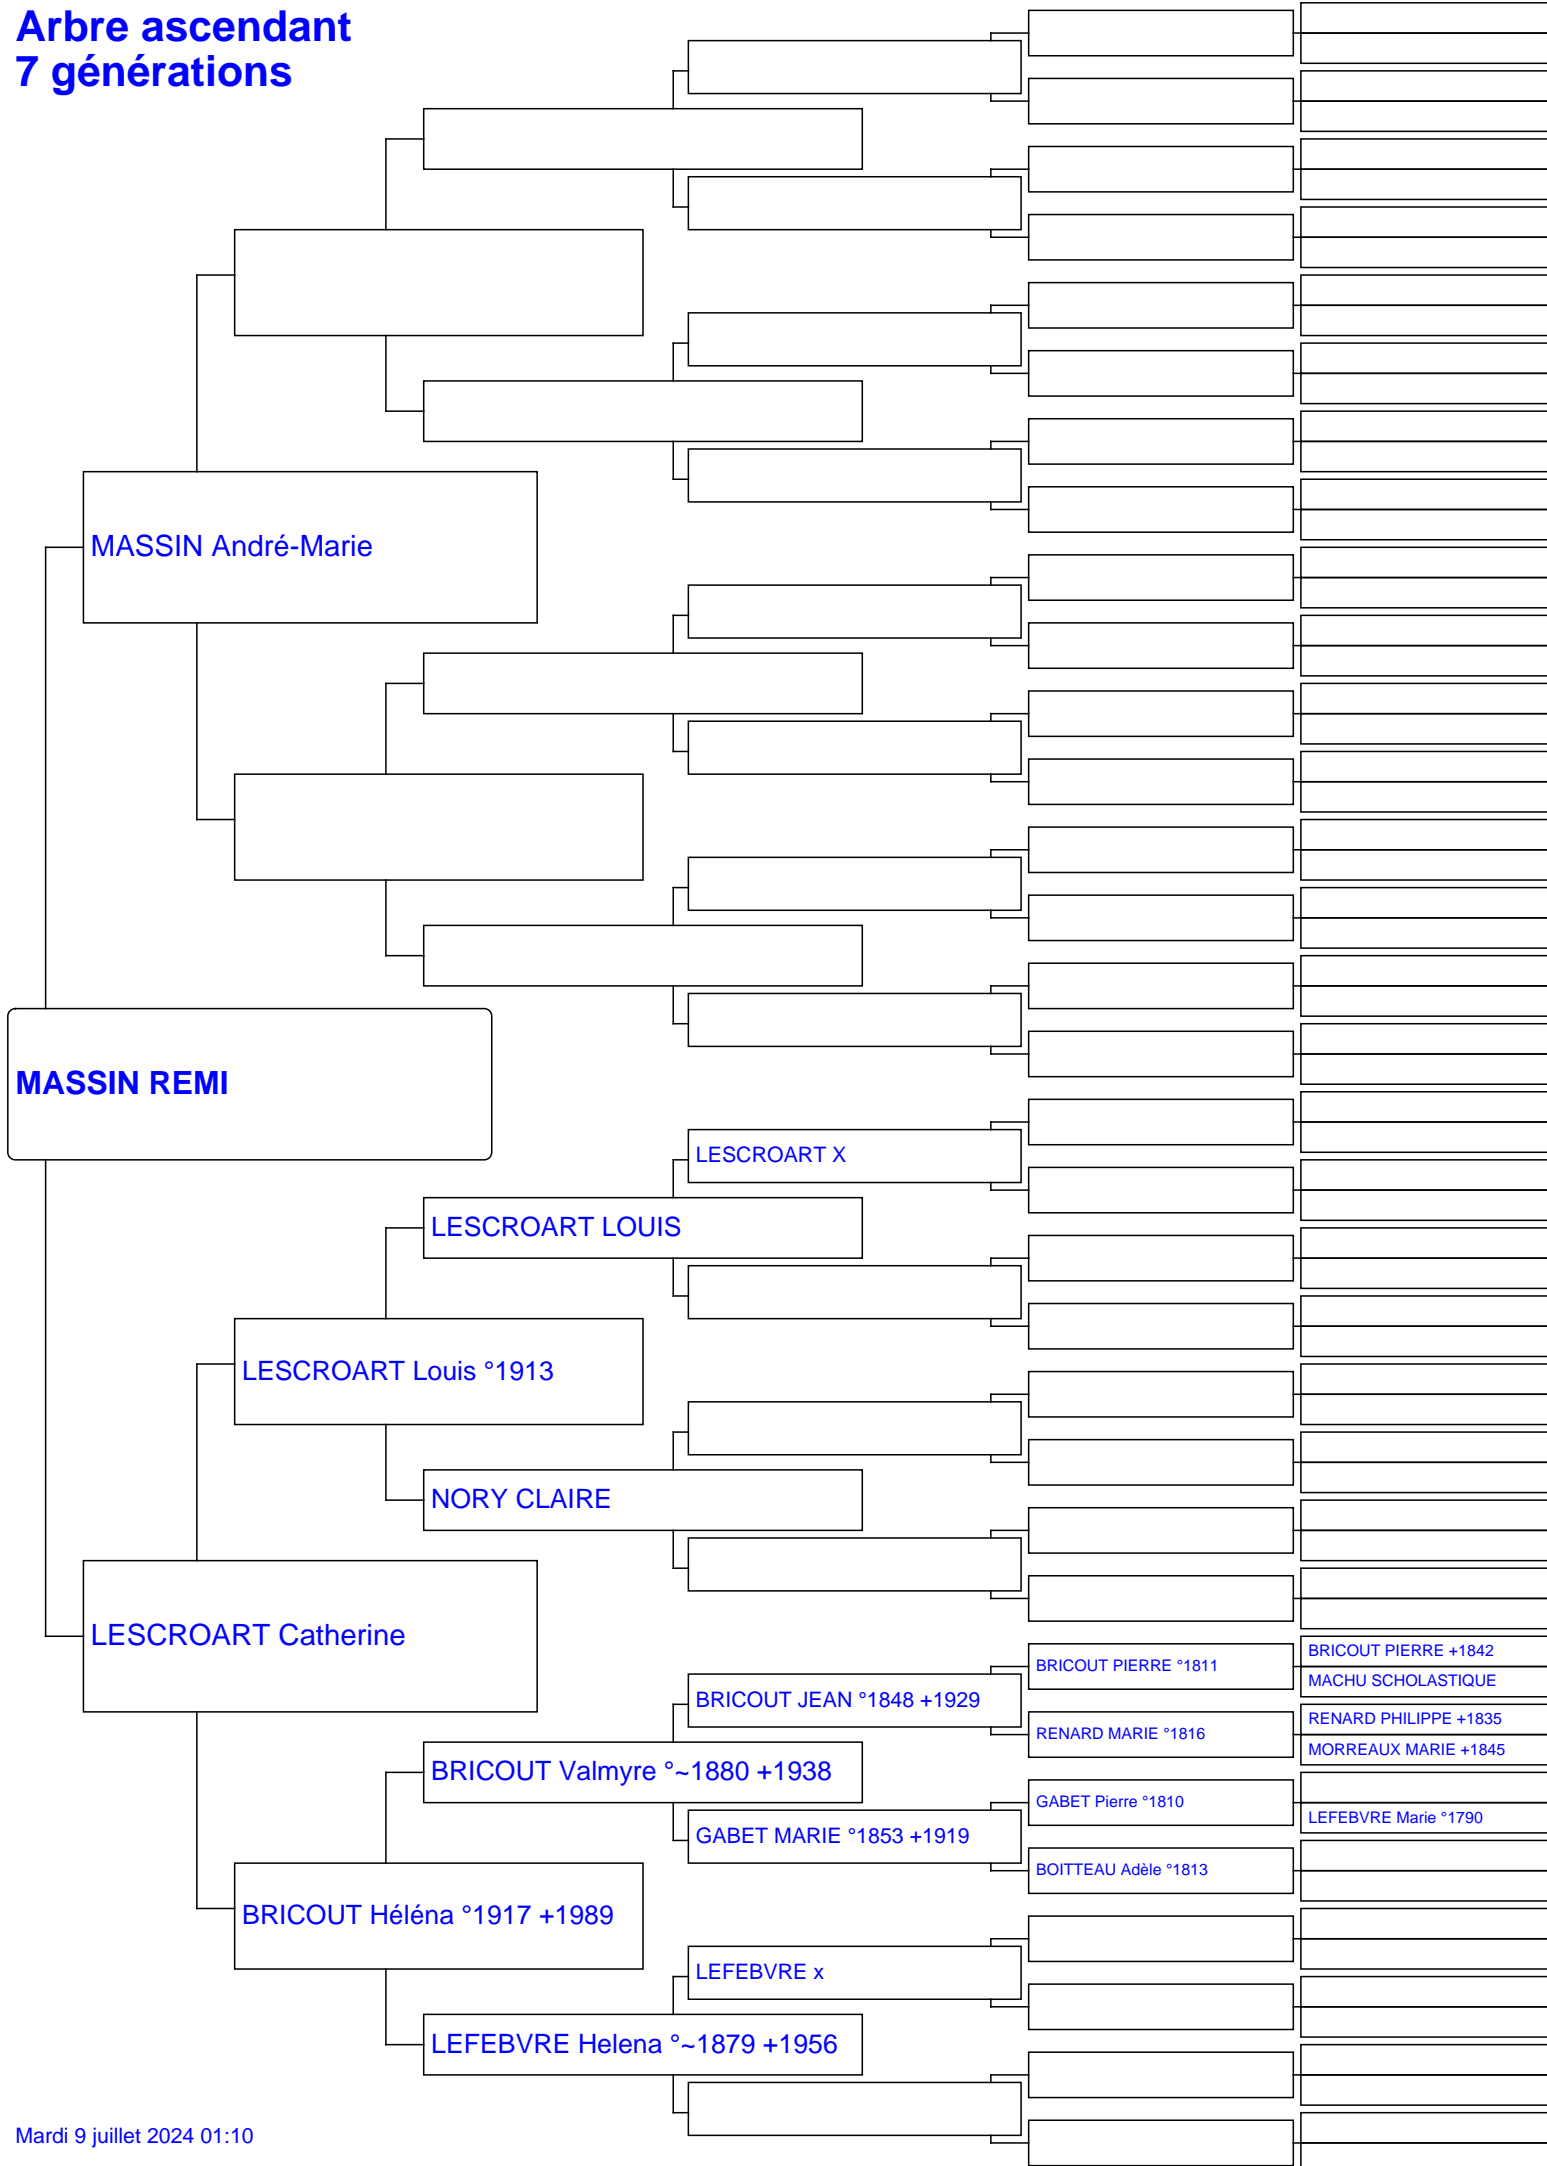 Arbre ascendant
7 générations
MASSIN André-Marie
MASSIN REMI
LESCROART X
LESCROART LOUIS
LESCROART Louis °1913
NORY CLAIRE
LESCROART Catherine
BRICOUT PIERRE +1842
BRICOUT PIERRE °1811
MACHU SCHOLASTIQUE
BRICOUT JEAN °1848 +1929
RENARD PHILIPPE +1835
RENARD MARIE °1816
MORREAUX MARIE +1845
BRICOUT Valmyre °~1880 +1938
GABET Pierre °1810
LEFEBVRE Marie °1790
GABET MARIE °1853 +1919
BOITTEAU Adèle °1813
BRICOUT Héléna °1917 +1989
LEFEBVRE x
LEFEBVRE Helena °~1879 +1956
Mardi 9 juillet 2024 01:10